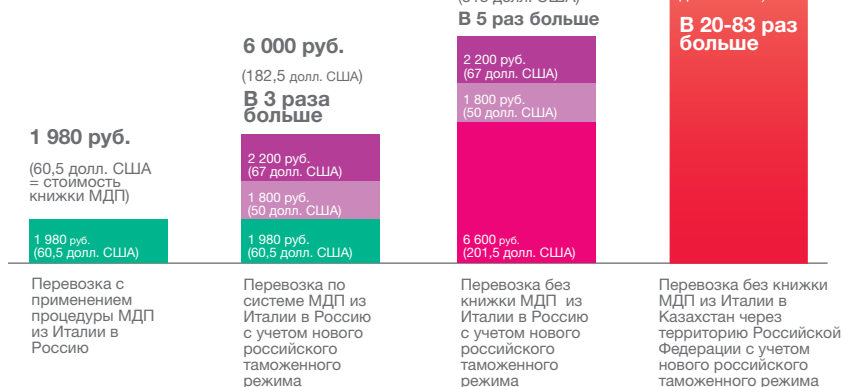 В 5 раз больше
В 20-83 раз
больше
6 000 руб.
(182,5 долл. США)
В 3 раза
больше
2 200 руб.
(67 долл. США)
1 800 руб.
(50 долл. США)
1 980 руб.
(60,5 долл. США
= стоимость
книжки МДП)
2 200 руб.
(67 долл. США)
1 800 руб.
(50 долл. США)
1 980 руб.
(60,5 долл. США)
1 980 руб.
(60,5 долл. США)
6 600 руб.
(201,5 долл. США)
Перевозка с
применением
процедуры МДП
из Италии в
Россию
Перевозка по
системе МДП из
Италии в Россию
с учетом нового
российского
таможенного
режима
Перевозка без
книжки МДП из
Италии в Россию
с учетом нового
российского
таможенного
режима
Перевозка без книжки
МДП из Италии в
Казахстан через
территорию Российской
Федерации с учетом
нового российского
таможенного режима